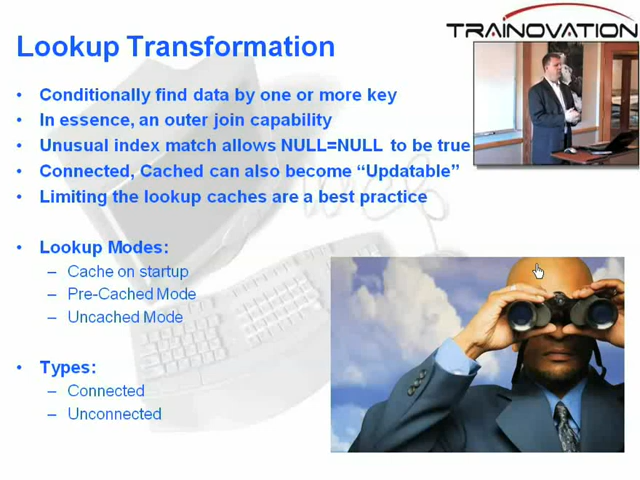 TRAINOVATION
Lookup Transformation
• Conditionally find data by one or more key
• In essence, an outer join capability
• Unusual index match allows NULL=NULL to be true
• Connected, Cached can also become “Updatable”
• Limiting the lookup caches are a best practice
• Lookup Modes:
– Cache on startup
– Pre-Cached Mode
– Uncached Mode
• Types:
– Connected
– Unconnected